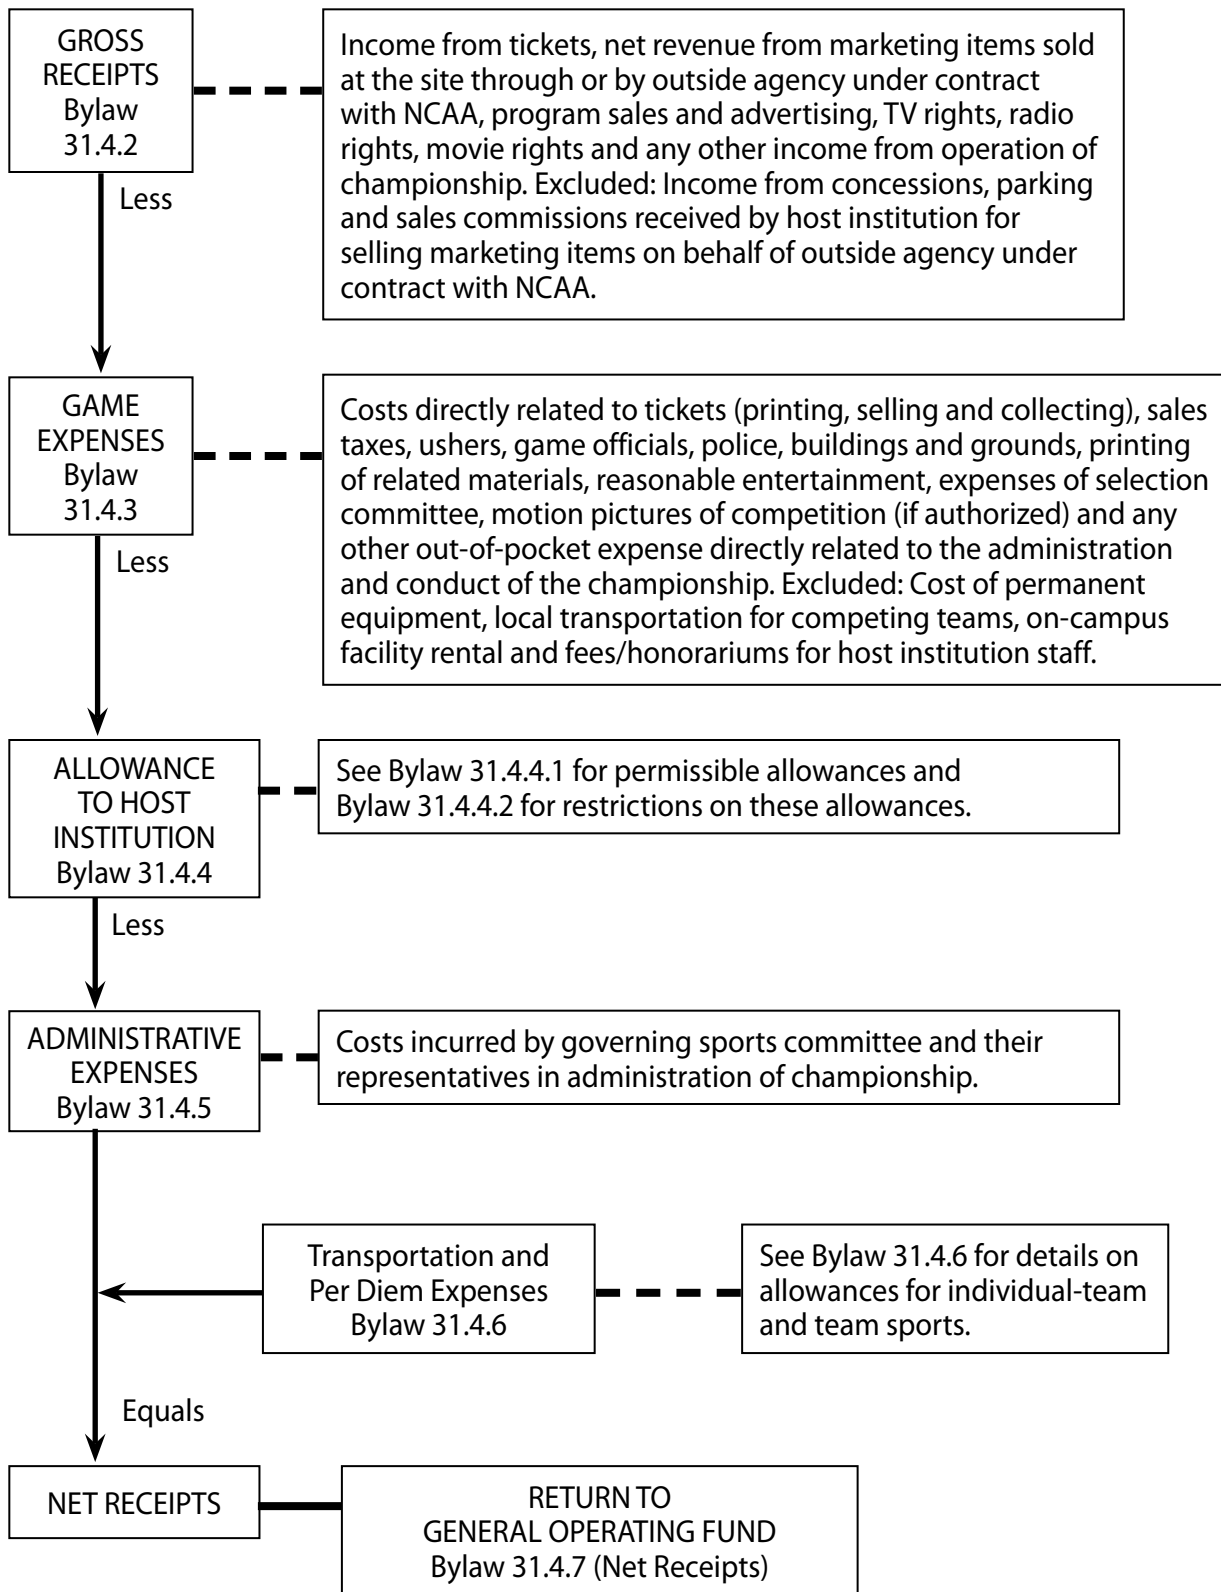 GROSS
RECEIPTS
Bylaw
31.4.2
Income from tickets, net revenue from marketing items sold
at the site through or by outside agency under contract
with NCAA, program sales and advertising, TV rights, radio
rights, movie rights and any other income from operation of
championship. Excluded: Income from concessions, parking
and sales commissions received by host institution for
selling marketing items on behalf of outside agency under
contract with NCAA.
Less
GAME
EXPENSES
Bylaw
31.4.3
Costs directly related to tickets (printing, selling and collecting), sales
taxes, ushers, game officials, police, buildings and grounds, printing
of related materials, reasonable entertainment, expenses of selection
committee, motion pictures of competition (if authorized) and any
other out-of-pocket expense directly related to the administration
and conduct of the championship. Excluded: Cost of permanent
equipment, local transportation for competing teams, on-campus
facility rental and fees/honorariums for host institution staff.
Less
ALLOWANCE
TO HOST
INSTITUTION
Bylaw 31.4.4
See Bylaw 31.4.4.1 for permissible allowances and
Bylaw 31.4.4.2 for restrictions on these allowances.
Less
ADMINISTRATIVE
EXPENSES
Bylaw 31.4.5
Costs incurred by governing sports committee and their
representatives in administration of championship.
Transportation and
Per Diem Expenses
Bylaw 31.4.6
See Bylaw 31.4.6 for details on
allowances for individual-team
and team sports.
Equals
NET RECEIPTS
RETURN TO
GENERAL OPERATING FUND
Bylaw 31.4.7 (Net Receipts)